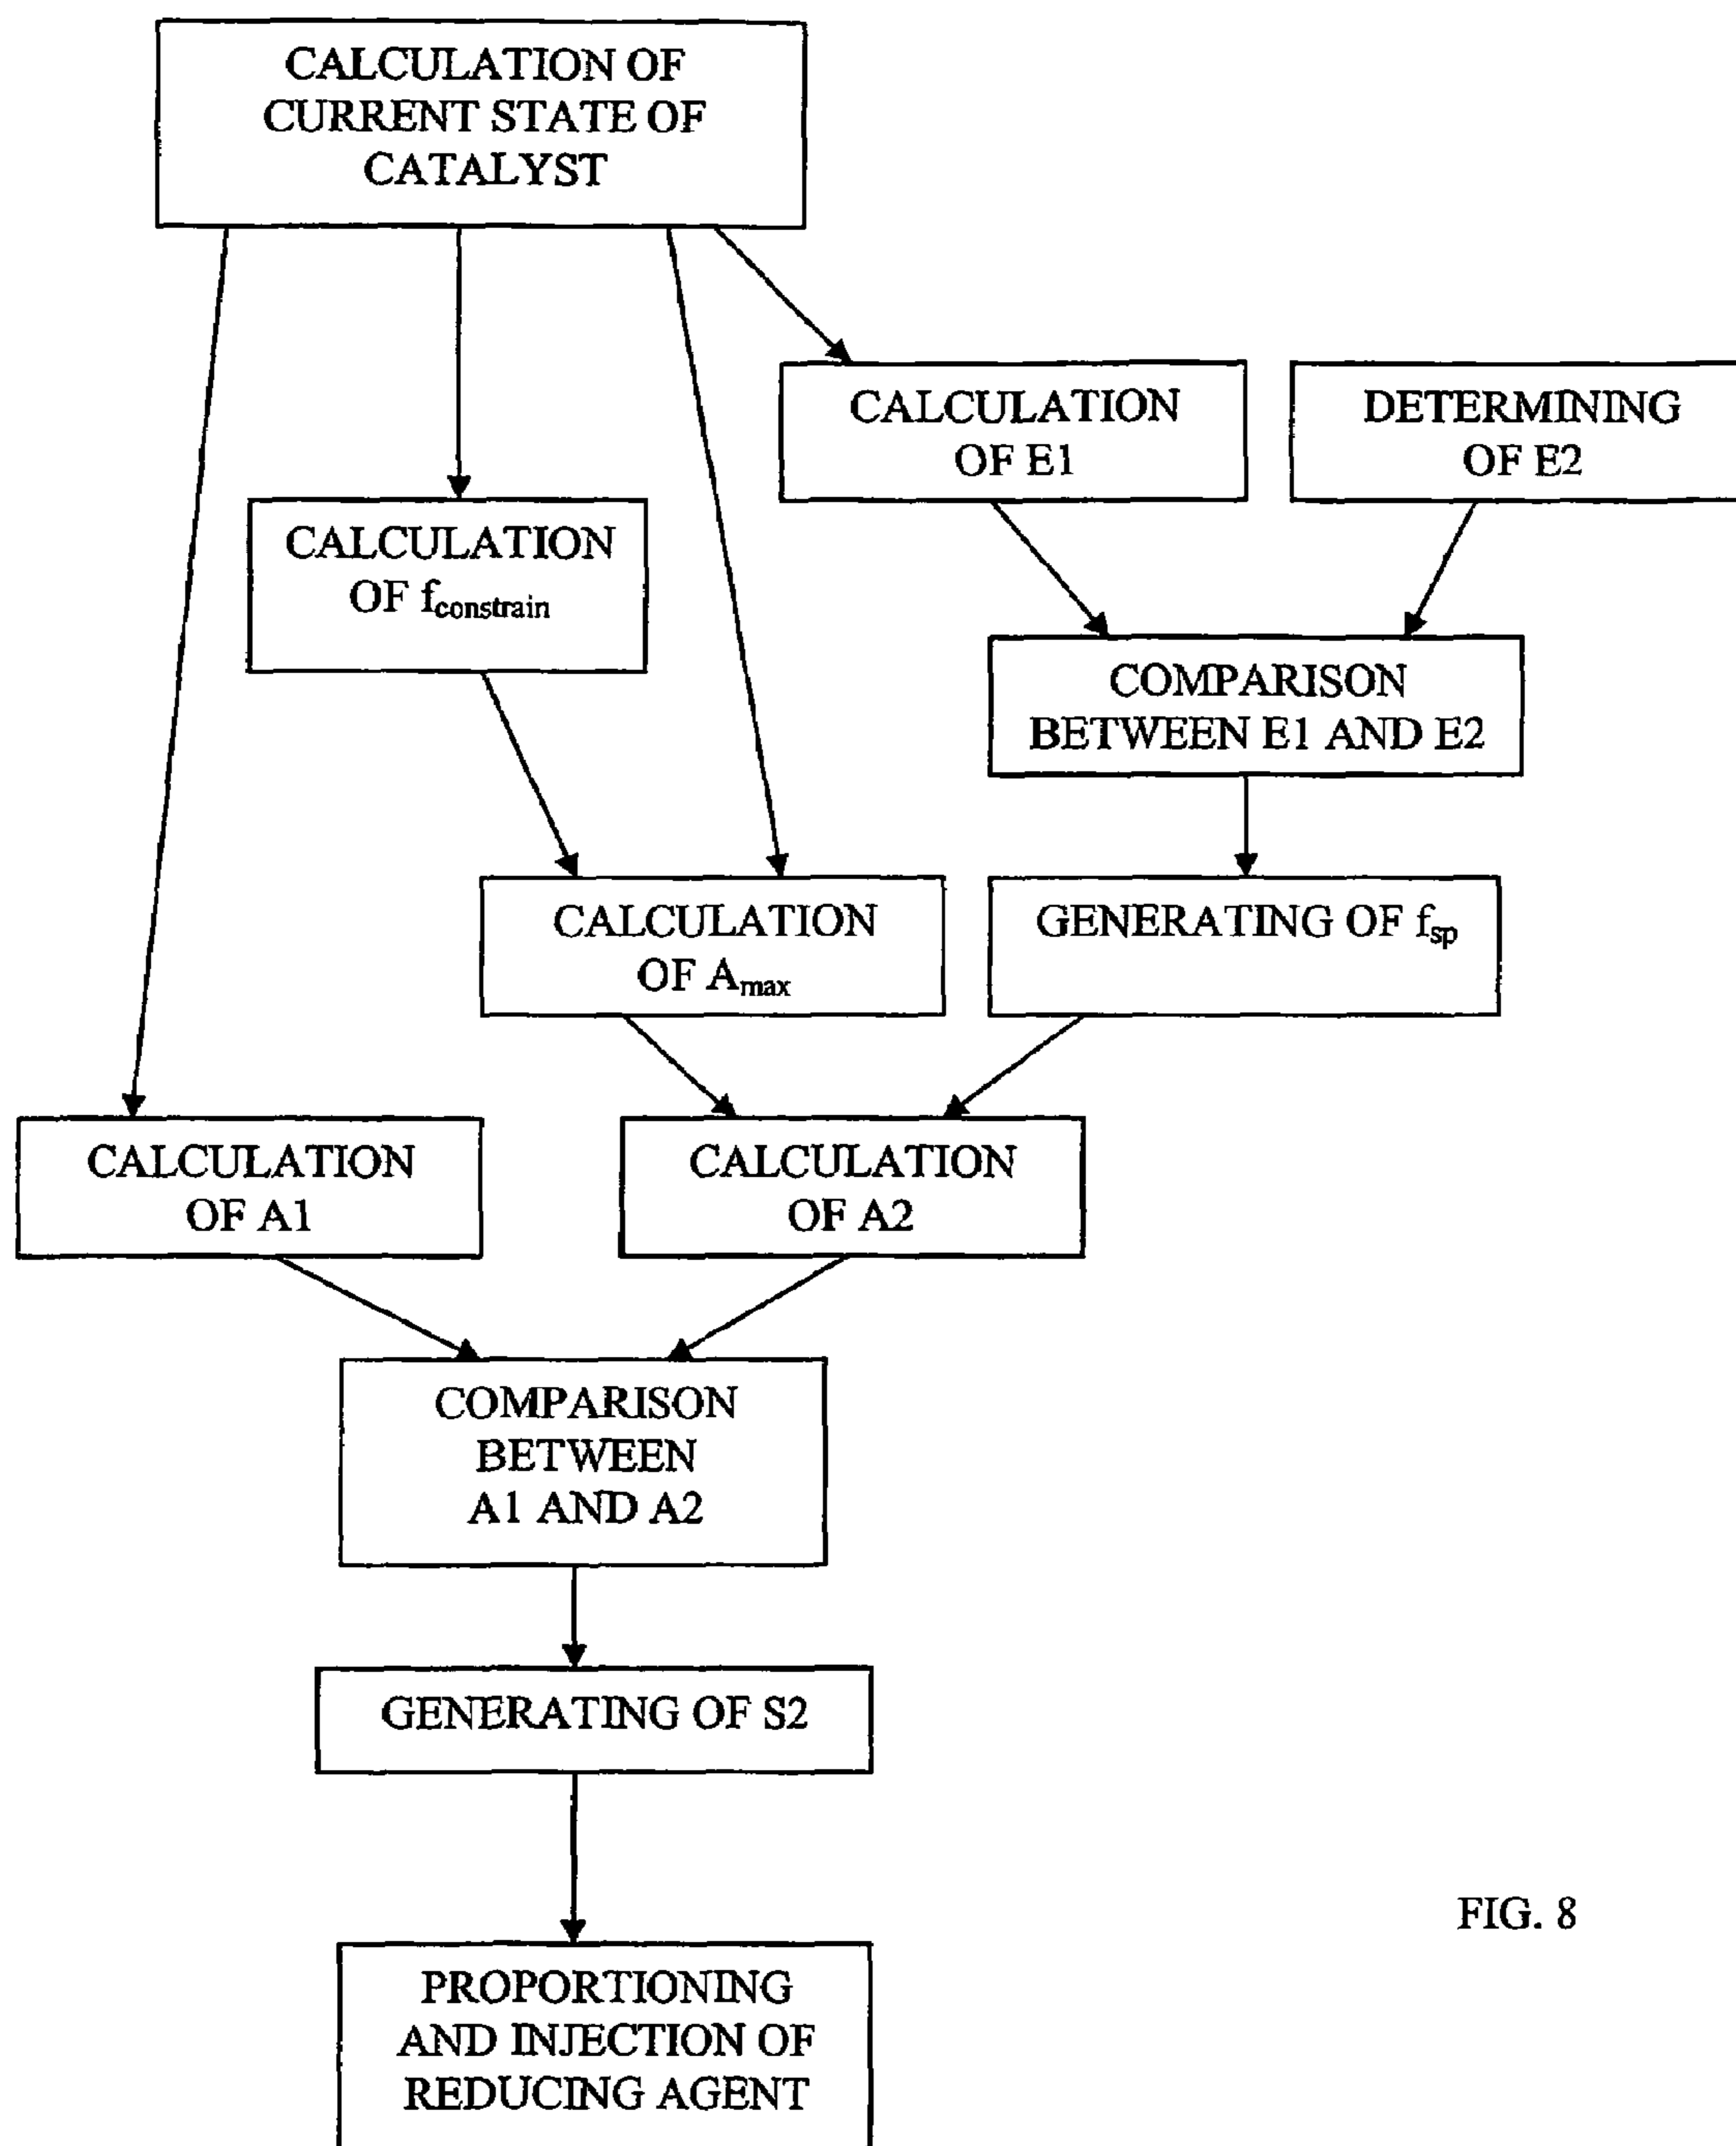 CALCULATION OF
CURRENT STATE OF
CATALYST
CALCULATION
OF E1
DETERMINING
OF E2
CALCULATION
OF fconstrain
COMPARISON
BETWEEN E1 AND E2
CALCULATION
OF Amax
GENERATING OF fsp
CALCULATION
OF A1
CALCULATION
OF A2
COMPARISON
BETWEEN
A1 AND A2
GENERATING OF S2
PROPORTIONING
AND INJECTION OF
REDUCING AGENT
FIG. 8